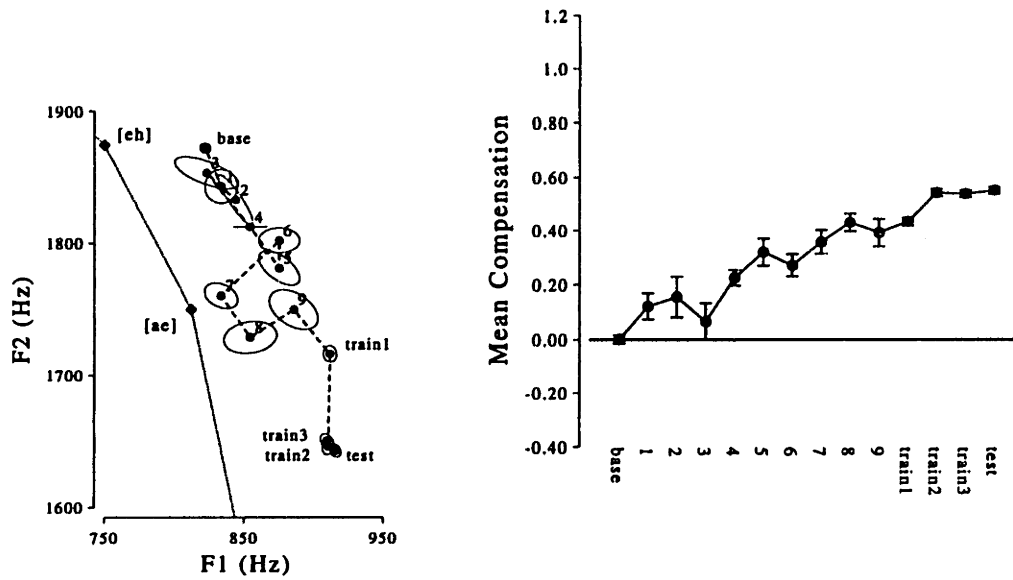 1900
1800
1700
1600
F2 (Hz)
750
850
950
F1 (Hz)
[eh]
[ae]
base
3
1
2
4
6
5
7
8
9
train1
train3
train2
test
Mean Compensation
1.2
1.0
0.80
0.60
0.40
0.20
0.00
-0.20
-0.40
base
1
2
3
4
5
6
7
8
9
train1
train2
train3
test